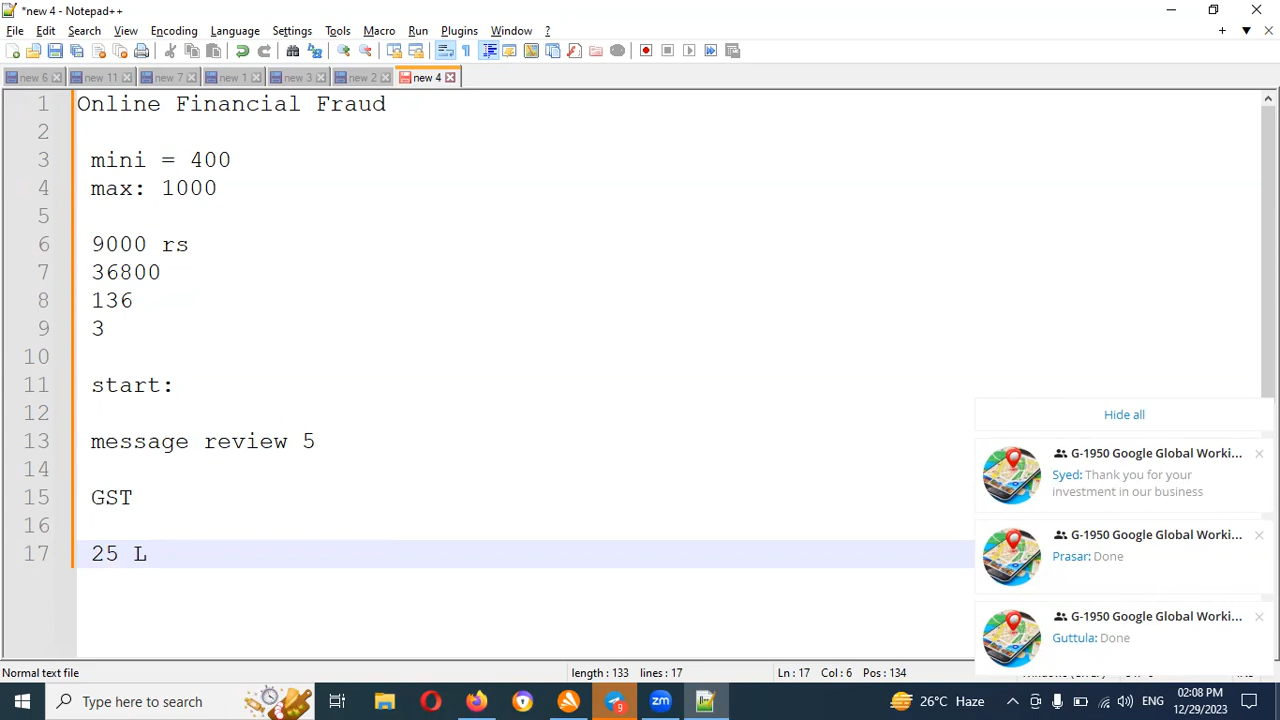 *new 4 - Notepad++
File Edit Search View Encoding Language Settings Tools Macro Run Plugins Window ?
new 6 new 11 new 7 new 1 new 3 new 2 new 4
1 Online Financial Fraud
2
3 mini = 400
4 max: 1000
5
6 9000 rs
7 36800
8 136
9 3
10
11 start:
12
13 message review 5
14
15 GST
16
17 25 L
Hide all
G-1950 Google Global Worki...
Syed: Thank you for your
investment in our business
G-1950 Google Global Worki...
Prasar: Done
G-1950 Google Global Worki...
Guttula: Done
Normal text file length : 133 lines : 17 Ln : 17 Col : 6 Pos : 134
Type here to search
9
zm
26°C Haze
ENG
02:08 PM
12/29/2023